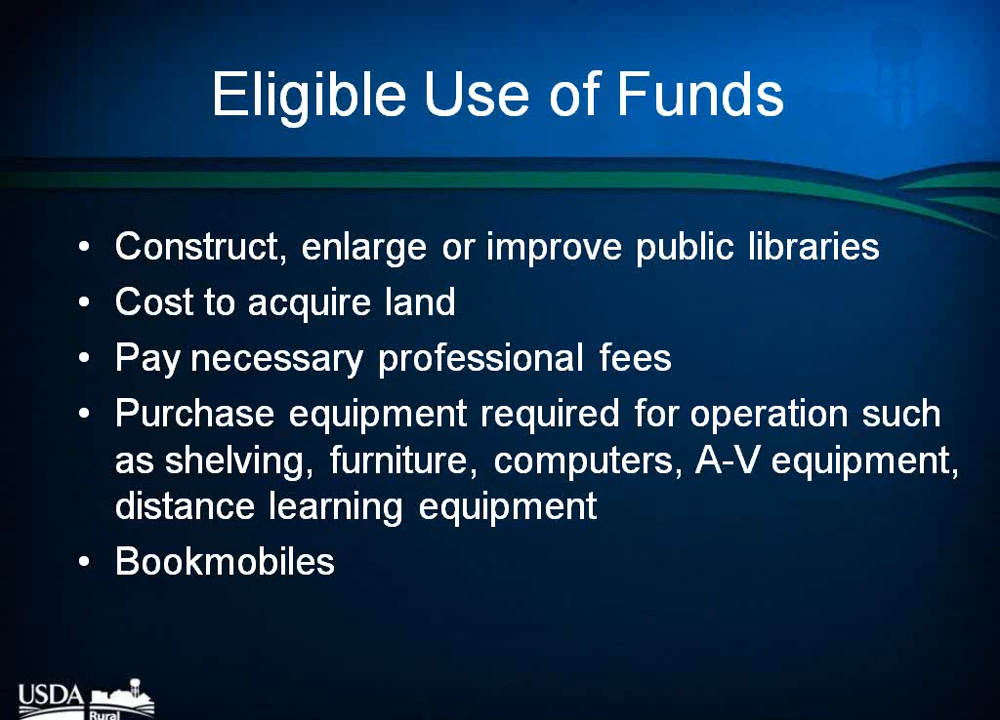 Eligible Use of Funds
• Construct, enlarge or improve public libraries
• Cost to acquire land
• Pay necessary professional fees
• Purchase equipment required for operation such
as shelving, furniture, computers, A-V equipment,
distance learning equipment
• Bookmobiles
USDA
Rural